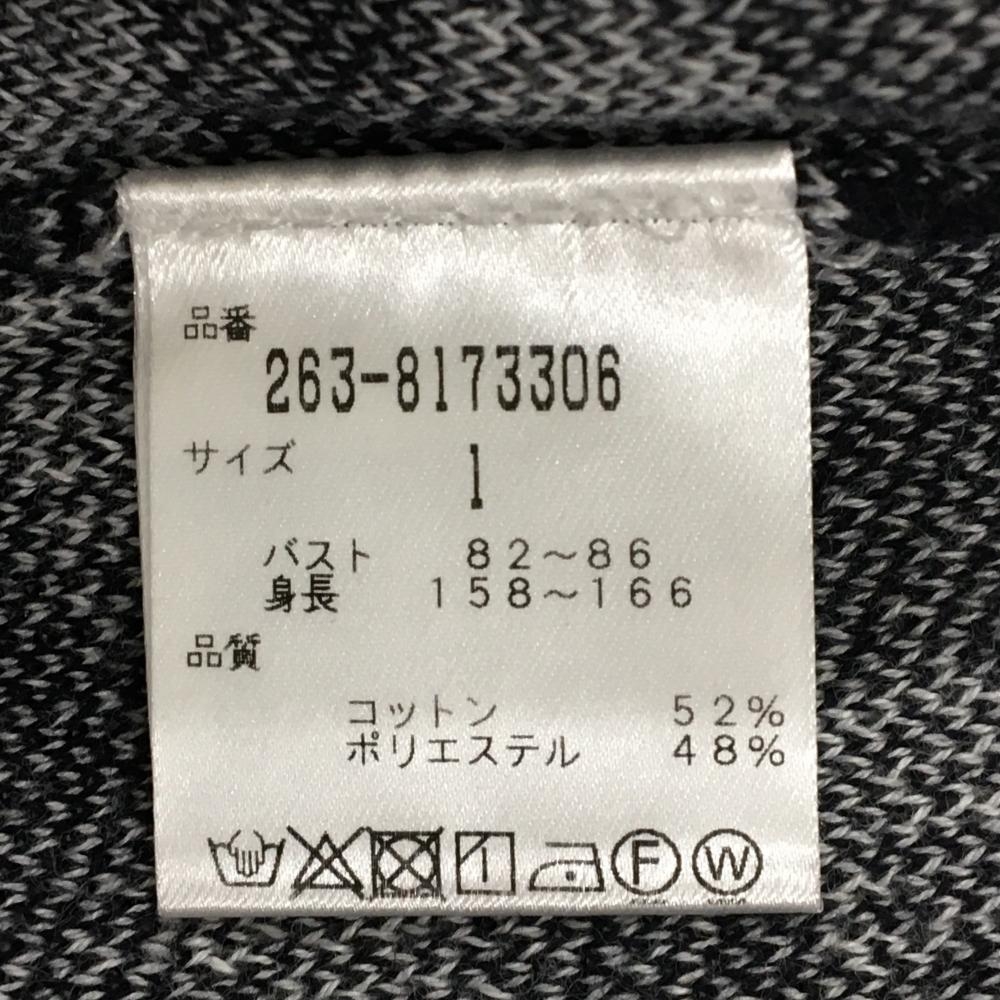 品番
263-8173306
サイズ 1
バスト 82~86
身長 158~166
品質
コットン 52%
ポリエステル 48%
F W